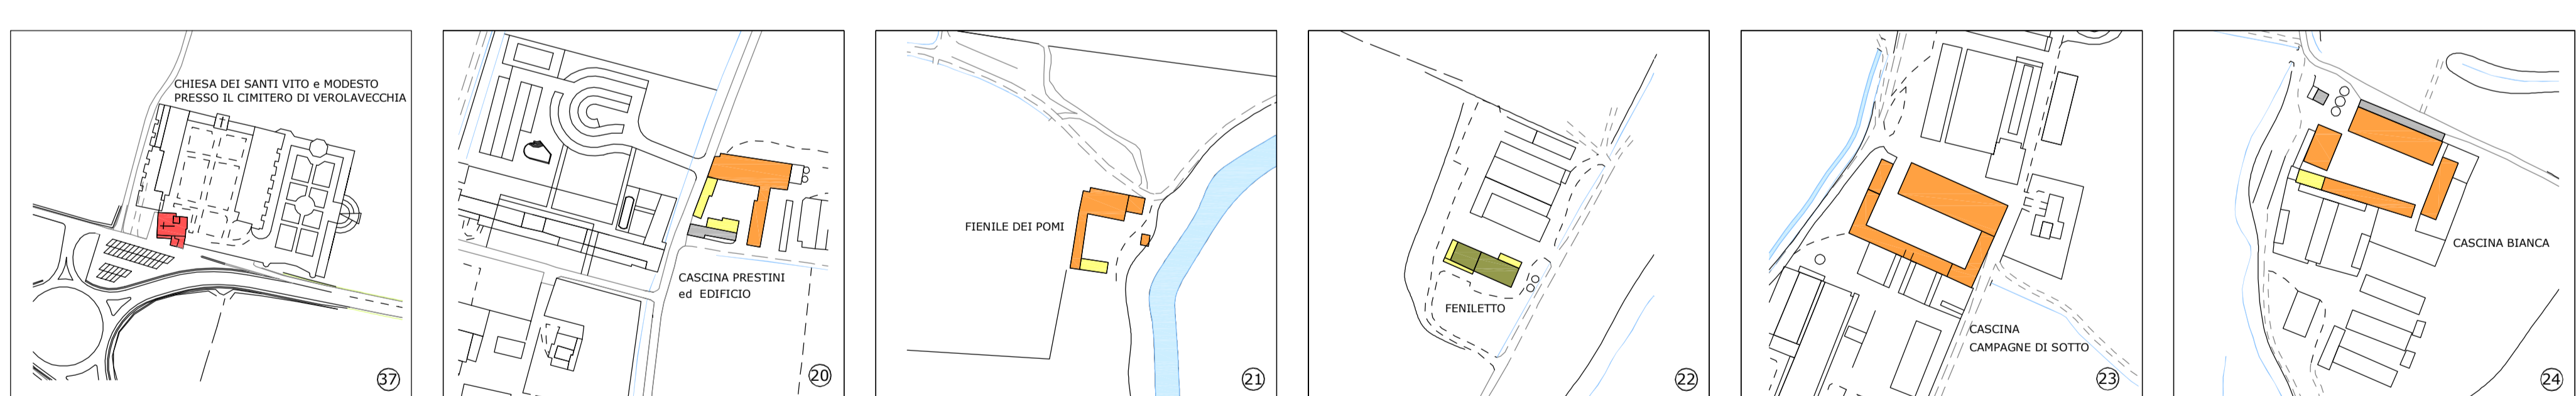 CHIESA DEI SANTI VITO e MODESTO
PRESSO IL CIMITERO DI VEROLAVECCHIA
37
CASCINA PRESTINI
ed EDIFICIO
20
FIENILE DEI POMI
21
FENILETTO
22
CASCINA
CAMPAGNE DI SOTTO
23
CASCINA BIANCA
24